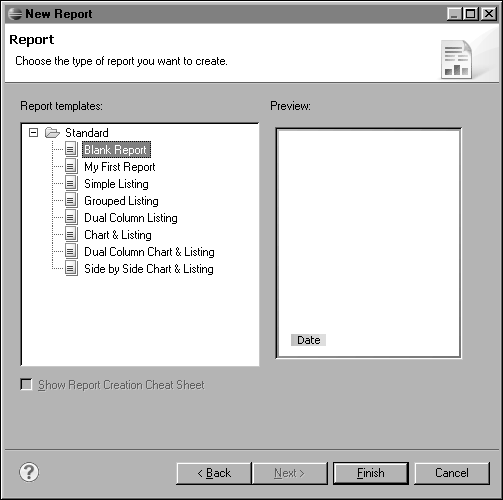 New Report
Report
Choose the type of report you want to create.
Report templates:
Preview:
Standard
Blank Report
My First Report
Simple Listing
Grouped Listing
Dual Column Listing
Chart & Listing
Dual Column Chart & Listing
Side by Side Chart & Listing
Date
Show Report Creation Cheat Sheet
?
< Back
Next >
Finish
Cancel